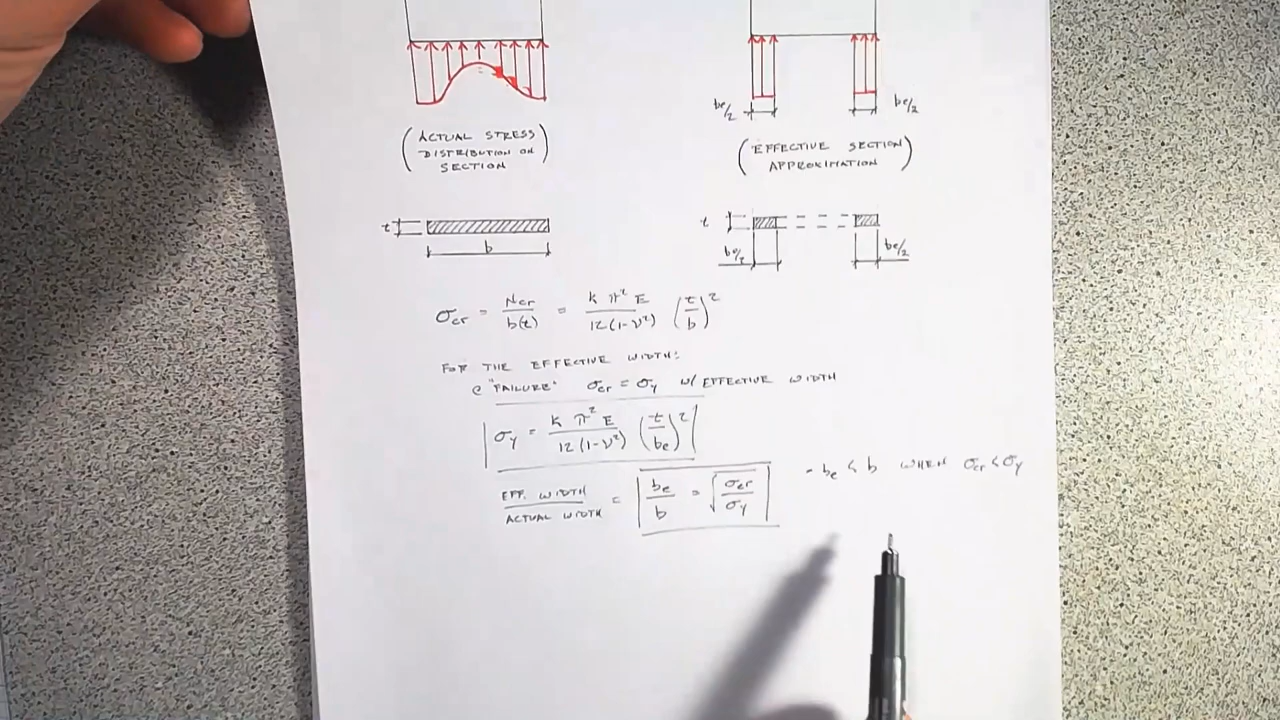 be/2 be/2
(ACTUAL STRESS DISTRIBUTION ON SECTION)
(EFFECTIVE SECTION APPROXIMATION)
t b
t be/2 be/2
σcr = Ncr / b(t) = k π² E / 12(1-ν²) (t/b)²
FOR THE EFFECTIVE WIDTH:
@ "FAILURE" σcr = σy W/ EFFECTIVE WIDTH
σy = k π² E / 12(1-ν²) (t/be)²
- be < b WHEN σcr < σy
EFF. WIDTH / ACTUAL WIDTH = be/b = √(σcr/σy)